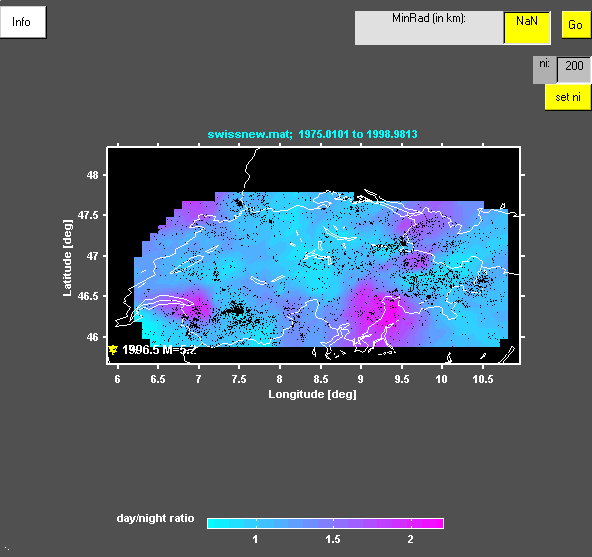 Info
MinRad (in km):
NaN
Go
ni:
200
set ni
swissnew.mat; 1975.0101 to 1998.9813
48
47.5
47
46.5
46
Latitude [deg]
1996.5 M=5.2
6 6.5 7 7.5 8 8.5 9 9.5 10 10.5
Longitude [deg]
day/night ratio
1 1.5 2